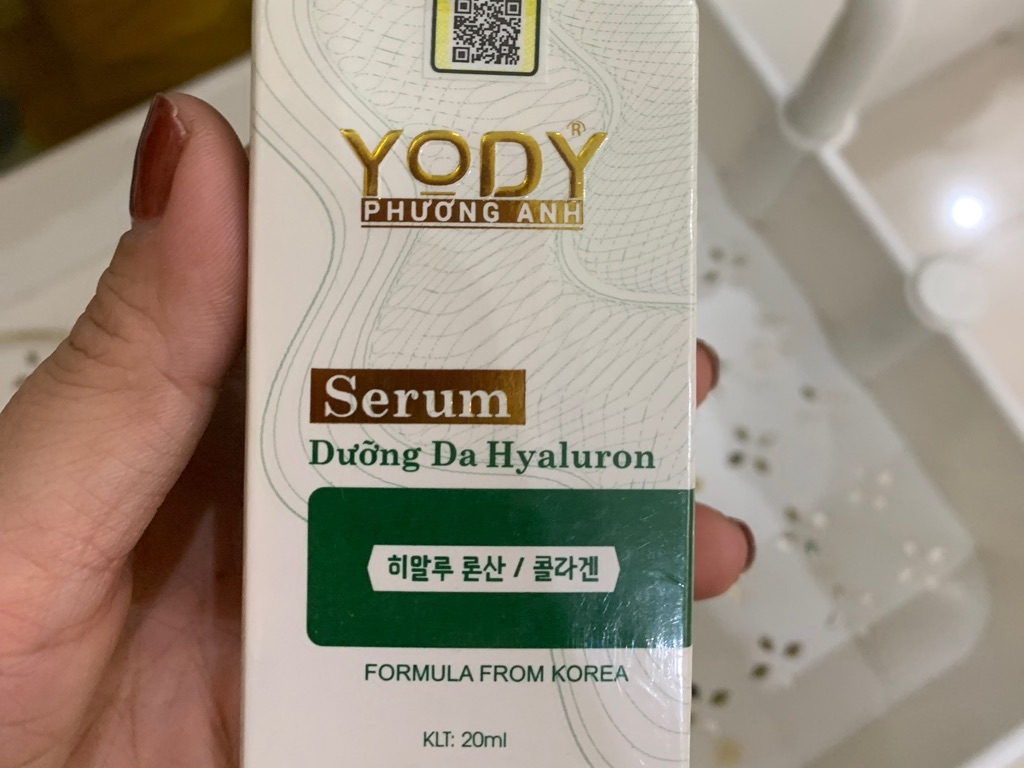 YODY®
PHƯƠNG ANH
Serum
Dưỡng Da Hyaluron
히알루 론산 / 콜라겐
FORMULA FROM KOREA
KLT: 20ml